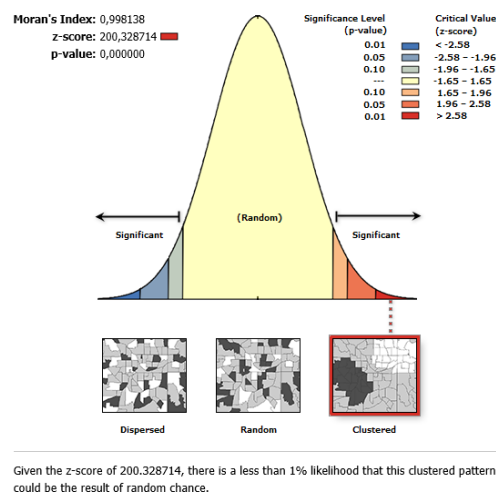 Moran's Index: 0,998138
z-score: 200,328714
p-value: 0,000000
Significance Level
(p-value)
Critical Value
(z-score)
0.01 < -2.58
0.05 -2.58 – -1.96
0.10 -1.96 – -1.65
--- -1.65 – 1.65
0.10 1.65 – 1.96
0.05 1.96 – 2.58
0.01 > 2.58
(Random)
Significant
Significant
Dispersed
Random
Clustered
Given the z-score of 200.328714, there is a less than 1% likelihood that this clustered pattern
could be the result of random chance.